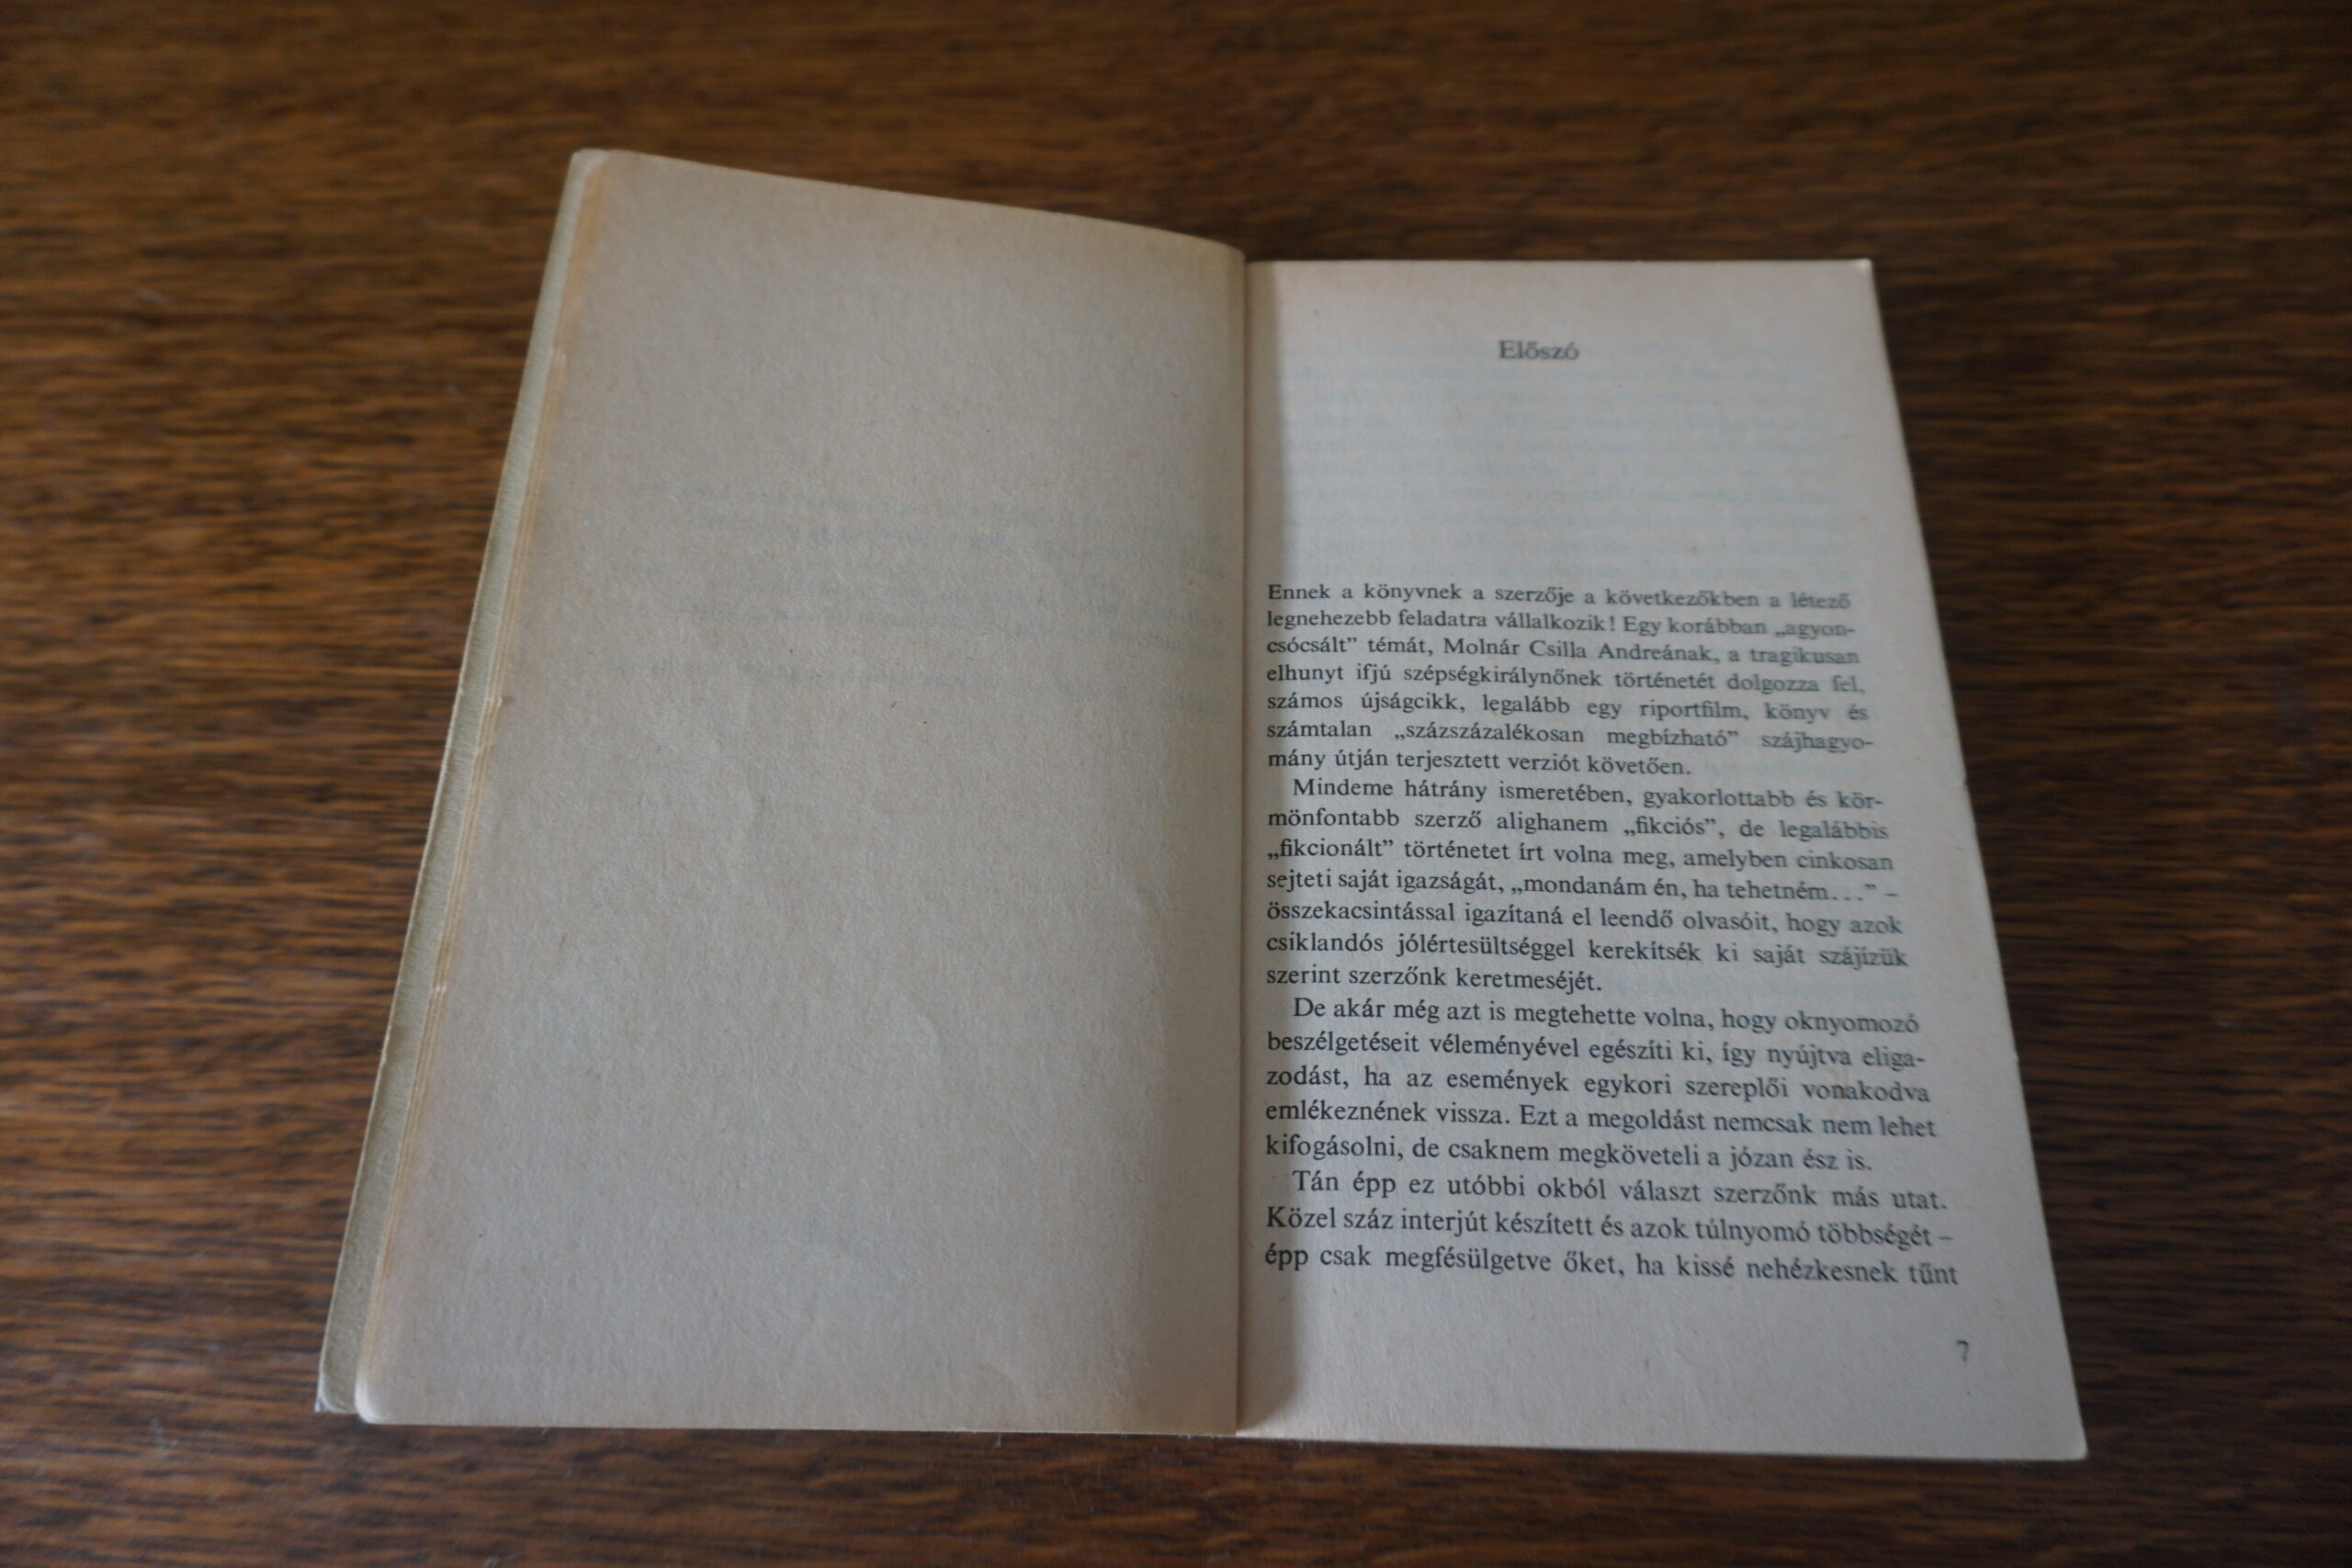 Előszó
Ennek a könyvnek a szerzője a következőkben a létező
legnehezebb feladatra vállalkozik! Egy korábban „agyon-
csócsált” témát, Molnár Csilla Andreának, a tragikusan
elhunyt ifjú szépségkirálynőnek történetét dolgozza fel,
számos újságcikk, legalább egy riportfilm, könyv és
számtalan „százszázalékosan megbízható” szájhagyo-
mány útján terjesztett verziót követően.
Mindeme hátrány ismeretében, gyakorlottabb és kör-
mönfontabb szerző alighanem „fikciós”, de legalábbis
„fikcionált” történetet írt volna meg, amelyben cinkosan
sejteti saját igazságát, „mondanám én, ha tehetném...” –
összekacsintással igazítaná el leendő olvasóit, hogy azok
csiklandós jólértesültséggel kerekítsék ki saját szájízük
szerint szerzőnk keretmeséjét.
De akár még azt is megtehette volna, hogy oknyomozó
beszélgetéseit véleményével egészíti ki, így nyújtva eliga-
zodást, ha az események egykori szereplői vonakodva
emlékeznének vissza. Ezt a megoldást nemcsak nem lehet
kifogásolni, de csaknem megköveteli a józan ész is.
Tán épp ez utóbbi okból választ szerzőnk más utat.
Közel száz interjút készített és azok túlnyomó többségét –
épp csak megfésülgetve őket, ha kissé nehézkesnek tűnt
7